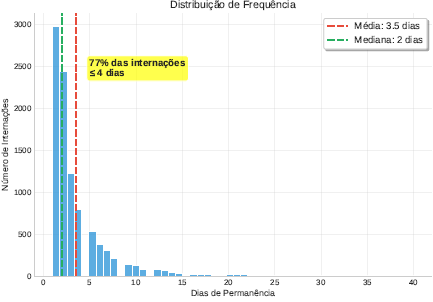 Distribuição de Frequência
Média: 3.5 dias
Mediana: 2 dias
77% das internações
≤ 4 dias
Número de Internações
3000
2500
2000
1500
1000
500
0
0 5 10 15 20 25 30 35 40
Dias de Permanência